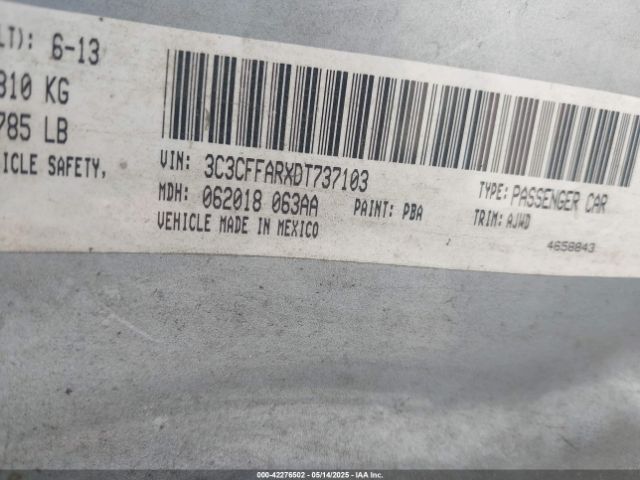 LT): 6-13
310 KG
785 LB
HICLE SAFETY,
VIN: 3C3CFFARXDT737103
TYPE: PASSENGER CAR
MDH: 062018 063AA
PAINT: PBA
TRIM: AJWD
VEHICLE MADE IN MEXICO
4658843
000-42276502 - 05/14/2025 - IAA Inc.